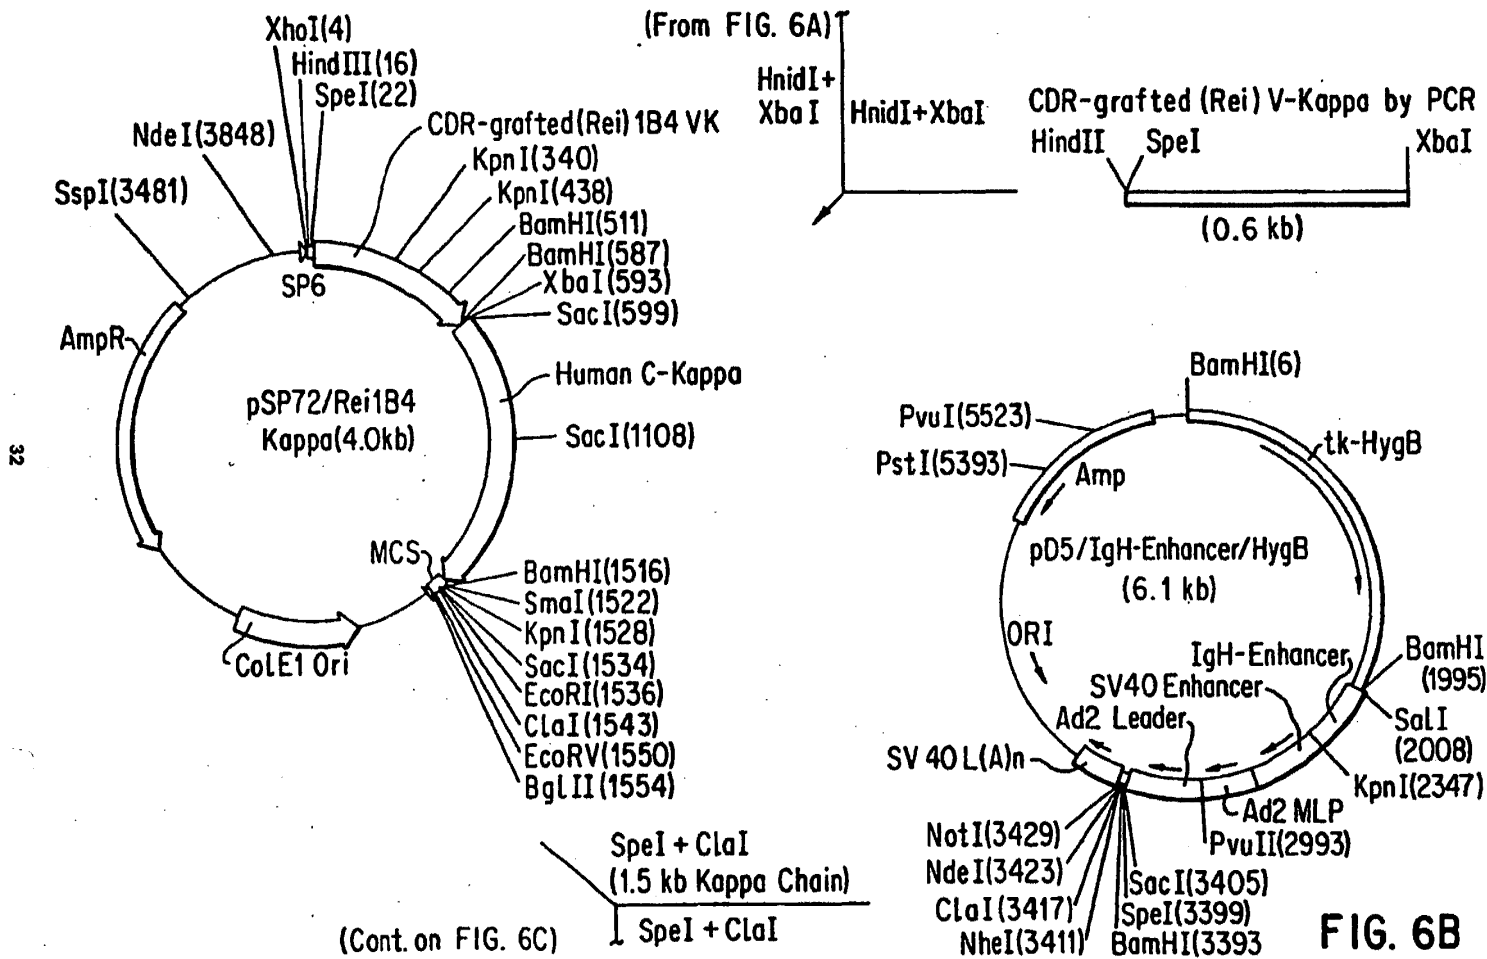 XhoI(4)
HindIII(16)
SpeI(22)
NdeI(3848)
SspI(3481)
CDR-grafted(Rei) 1B4 VK
KpnI(340)
KpnI(438)
BamHI(511)
BamHI(587)
XbaI(593)
SacI(599)
SP6
AmpR
Human C-Kappa
pSP72/Rei1B4
Kappa(4.0kb)
SacI(1108)
MCS
BamHI(1516)
SmaI(1522)
KpnI(1528)
SacI(1534)
EcoRI(1536)
ClaI(1543)
EcoRV(1550)
BglII(1554)
ColE1 Ori
(From FIG. 6A)
HnidI+
XbaI
HnidI+XbaI
CDR-grafted (Rei) V-Kappa by PCR
HindII SpeI XbaI
(0.6 kb)
BamHI(6)
PvuI(5523)
tk-HygB
PstI(5393)
Amp
pD5/IgH-Enhancer/HygB
(6.1 kb)
ORI
IgH-Enhancer
BamHI
(1995)
SV40 Enhancer
SalI
(2008)
Ad2 Leader
SV 40 L(A)n
KpnI(2347)
Ad2 MLP
PvuII(2993)
NotI(3429)
NdeI(3423)
SacI(3405)
ClaI(3417)
SpeI(3399)
NheI(3411)
BamHI(3393
SpeI + ClaI
(1.5 kb Kappa Chain)
SpeI + ClaI
(Cont. on FIG. 6C)
FIG. 6B
32